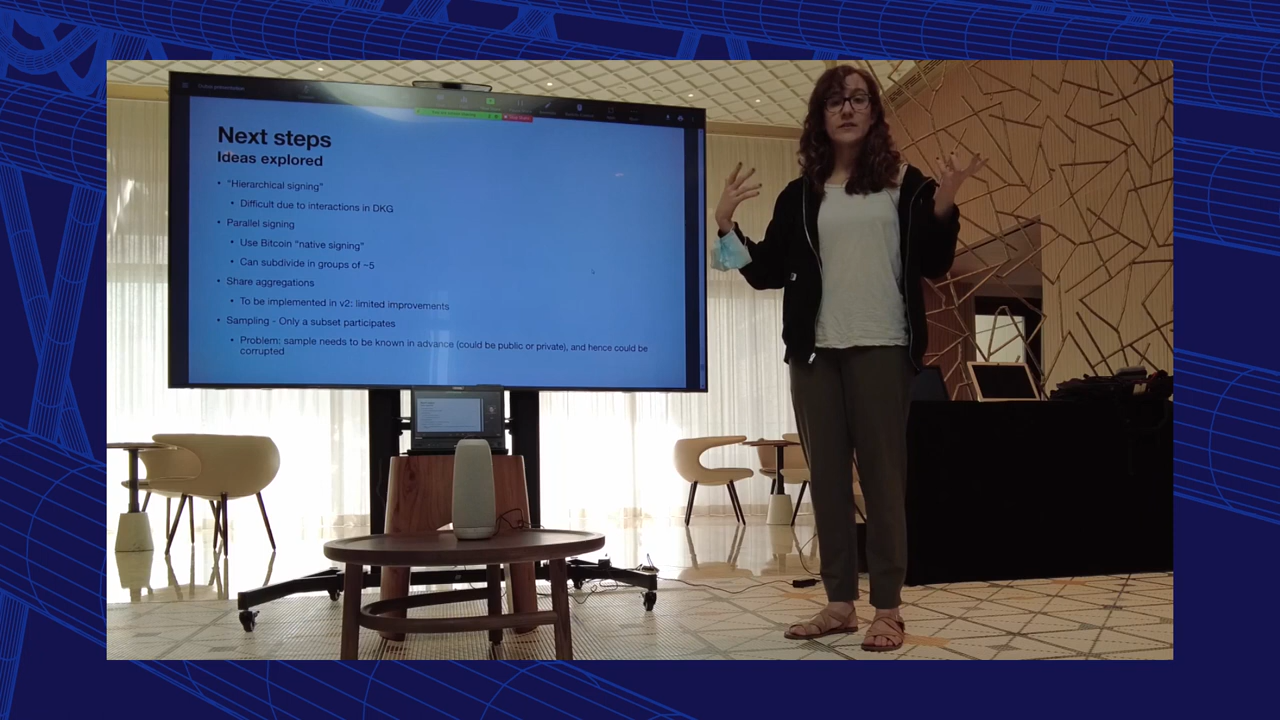 Next steps
Ideas explored
• "Hierarchical signing"
• Difficult due to interactions in DKG
• Parallel signing
• Use Bitcoin "native signing"
• Can subdivide in groups of ~5
• Share aggregations
• To be implemented in v2: limited improvements
• Sampling - Only a subset participates
• Problem: sample needs to be known in advance (could be public or private), and hence could be
corrupted